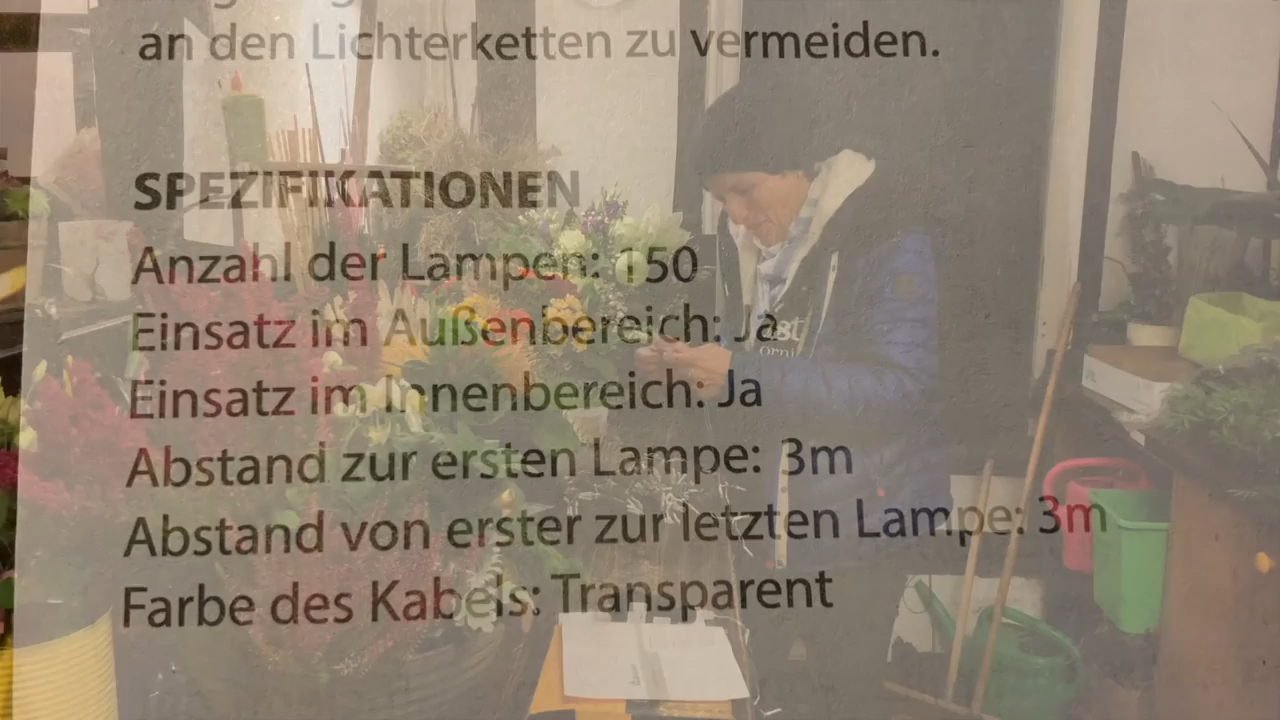 an den Lichterketten zu vermeiden.
SPEZIFIKATIONEN
Anzahl der Lampen: 150
Einsatz im Außenbereich: Ja
Einsatz im Innenbereich: Ja
Abstand zur ersten Lampe: 3m
Abstand von erster zur letzten Lampe: 3m
Farbe des Kabels: Transparent